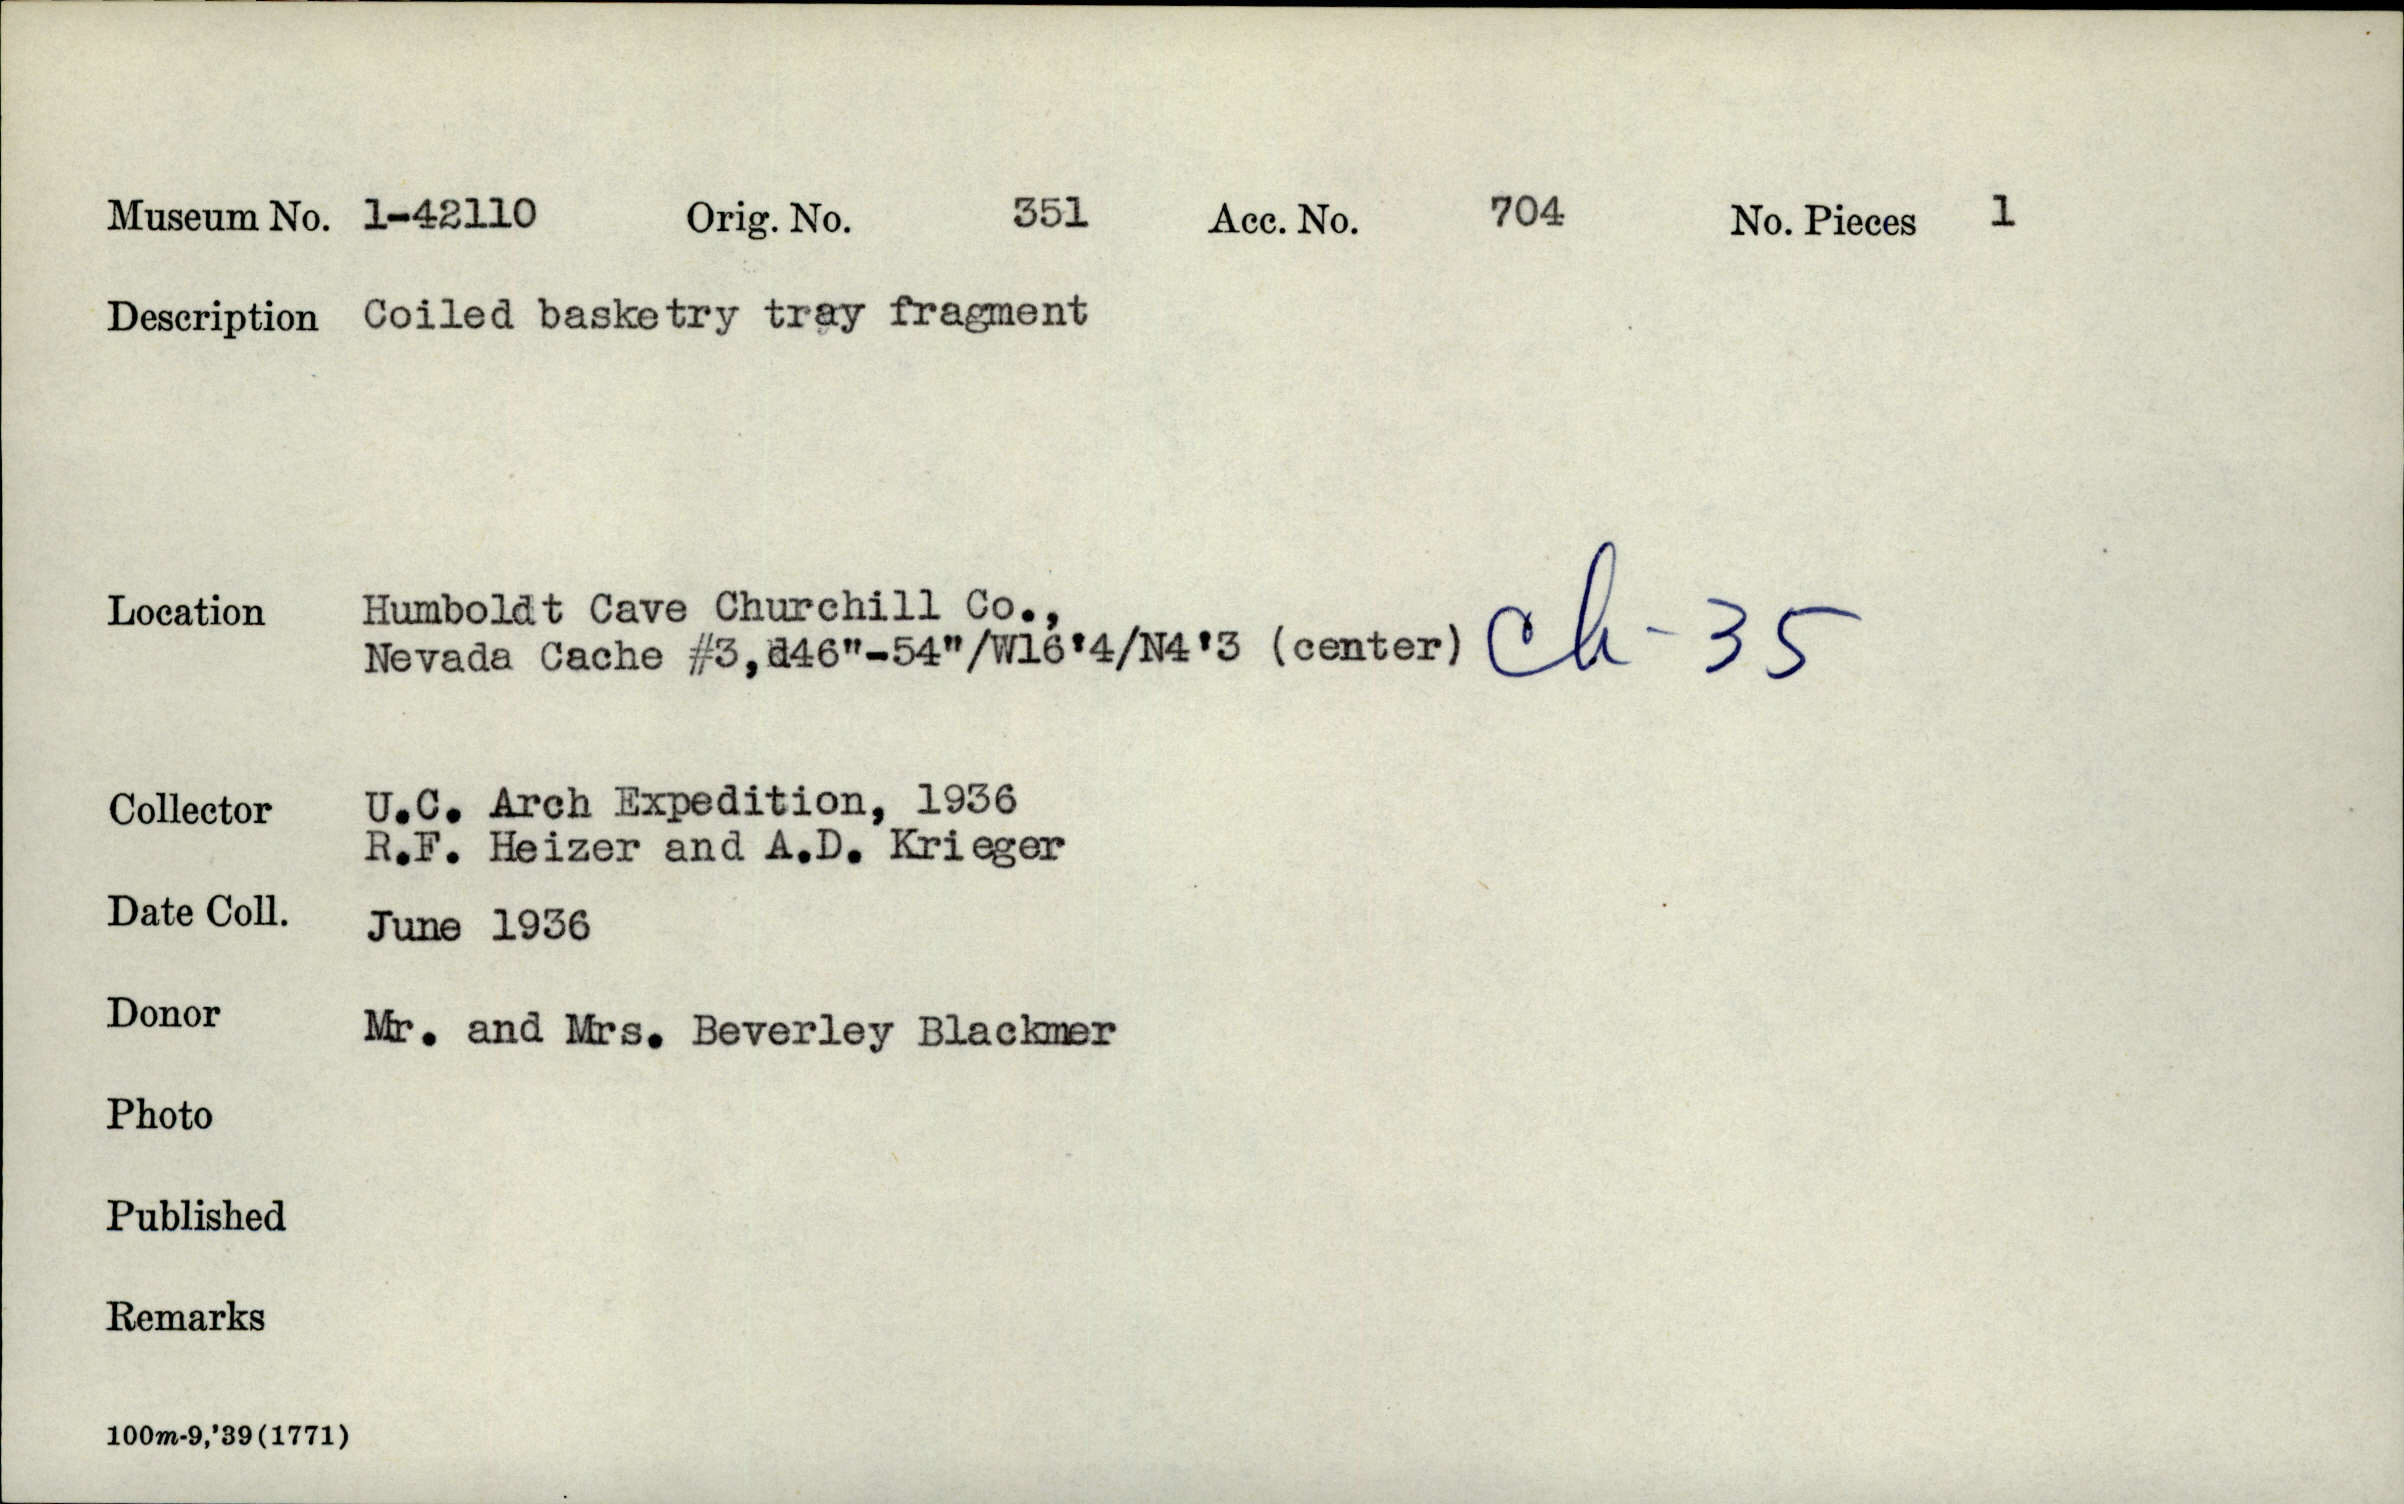 Museum No. 1-42110 Orig. No. 351 Acc. No. 704 No. Pieces 1
Description Coiled basketry tray fragment
Location Humboldt Cave Churchill Co.,
Nevada Cache #3, d46"-54"/W16'4/N4'3 (center) Ch-35
Collector U.C. Arch Expedition, 1936
R.F. Heizer and A.D. Krieger
Date Coll. June 1936
Donor Mr. and Mrs. Beverley Blackmer
Photo
Published
Remarks
100m-9,'39(1771)